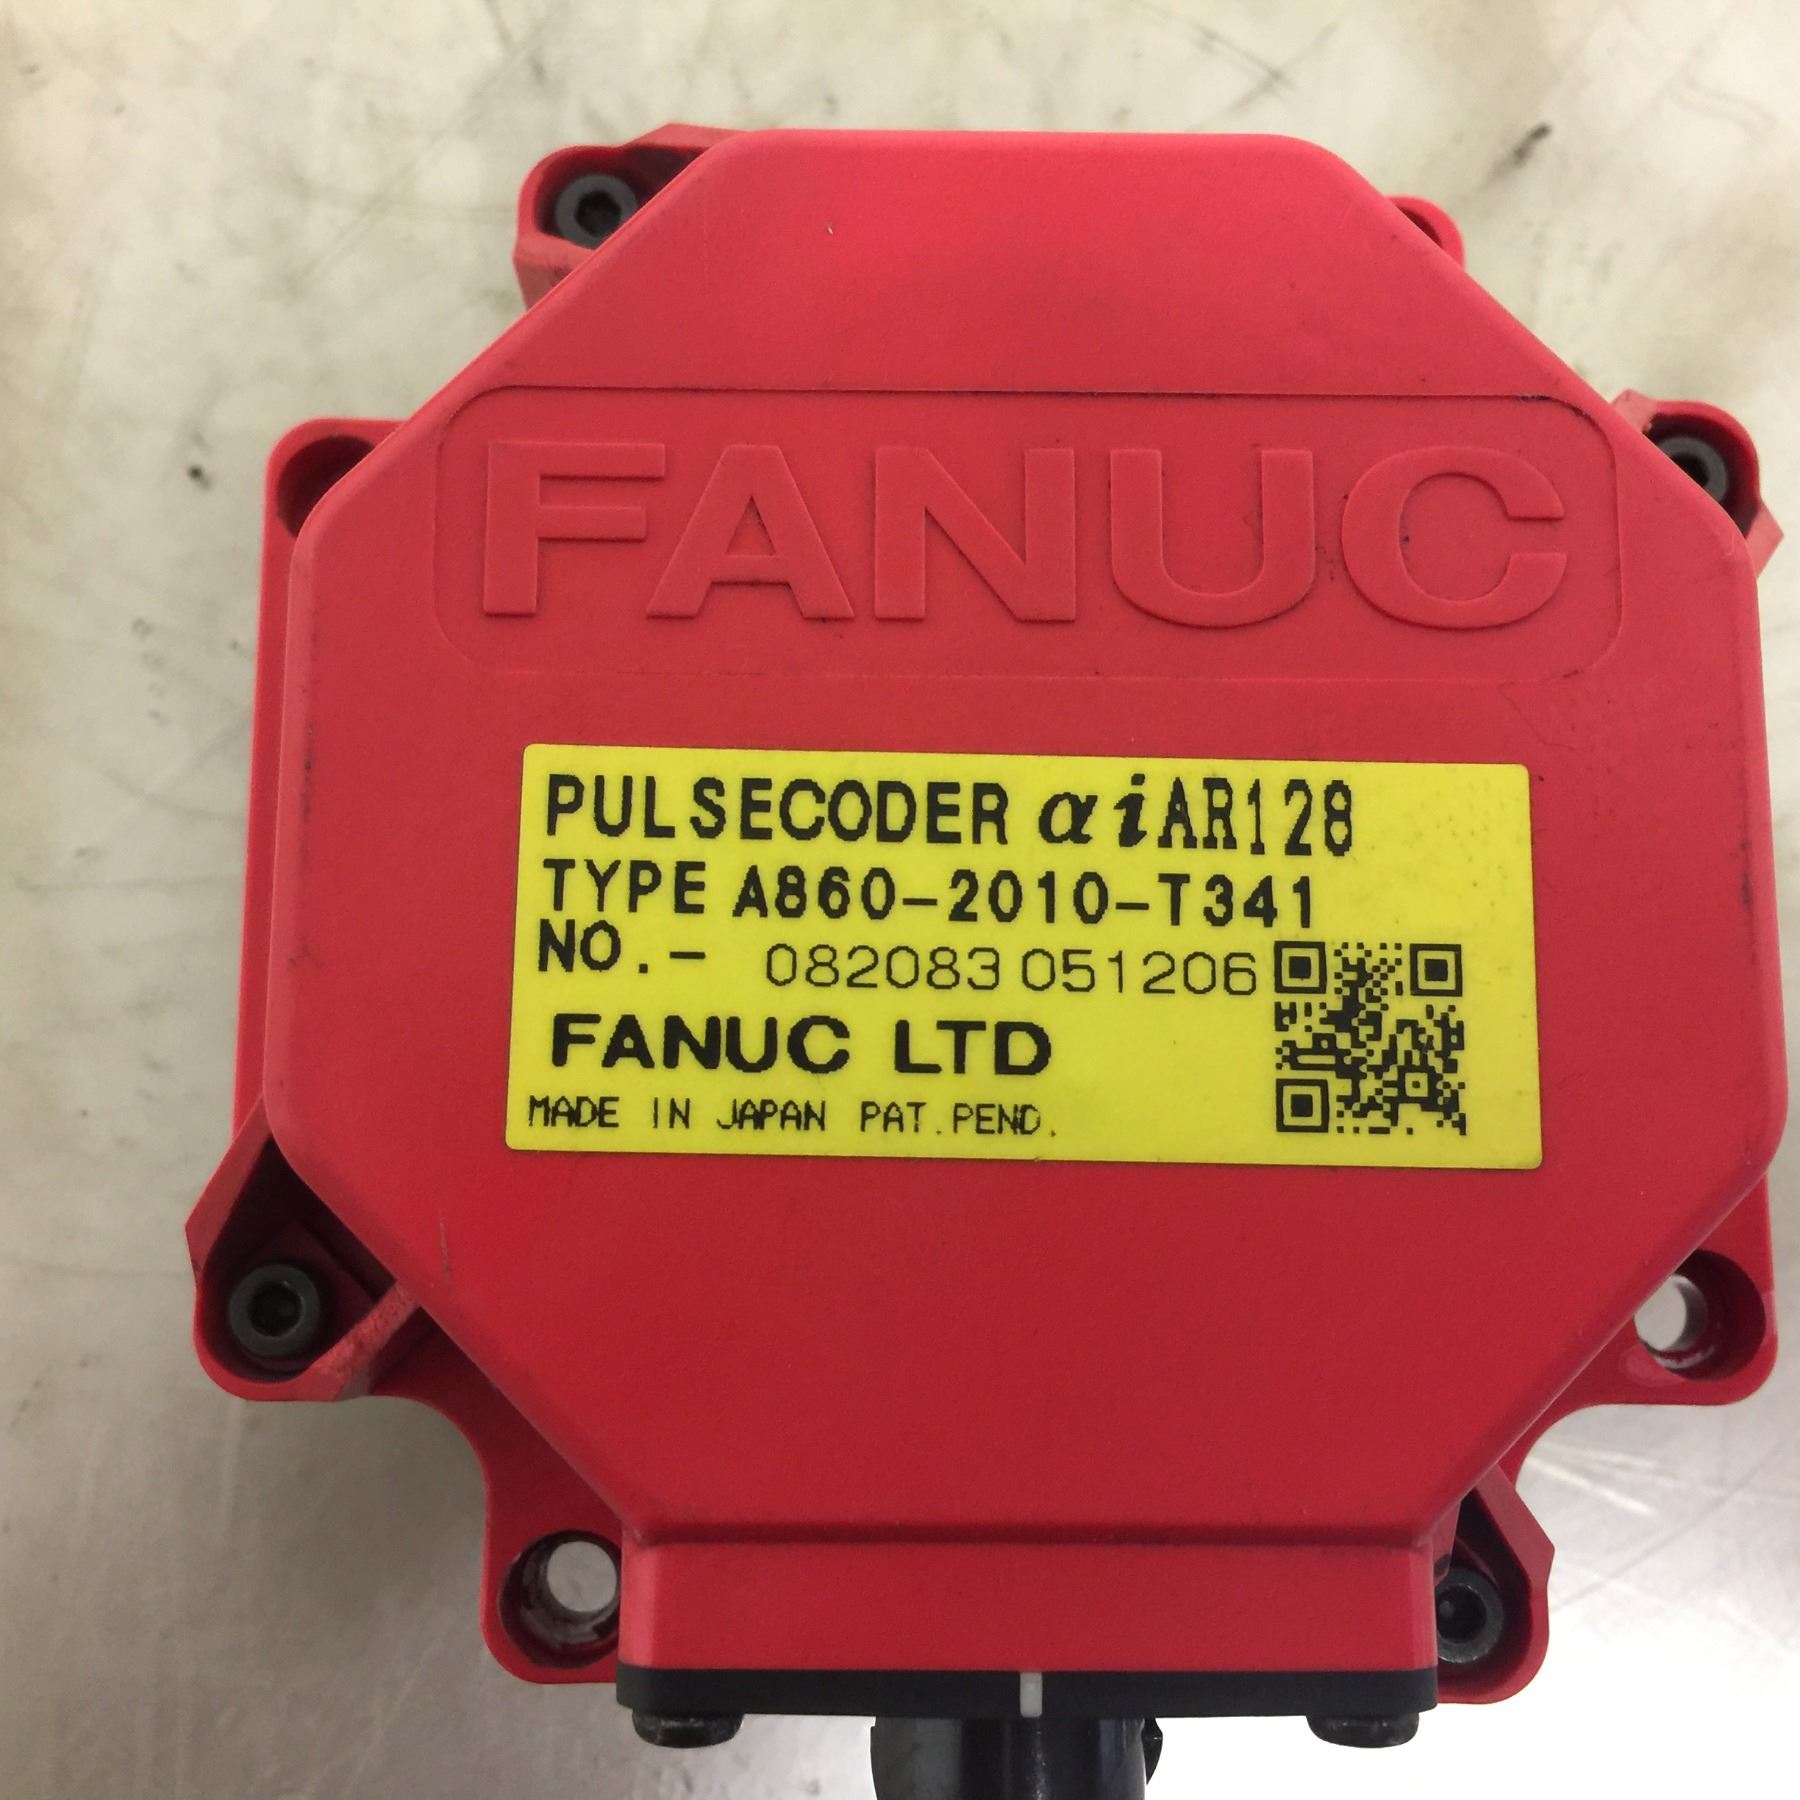 FANUC
PULSECODER αiAR128
TYPE A860-2010-T341
NO.- 082083 051206
FANUC LTD
MADE IN JAPAN PAT.PEND.